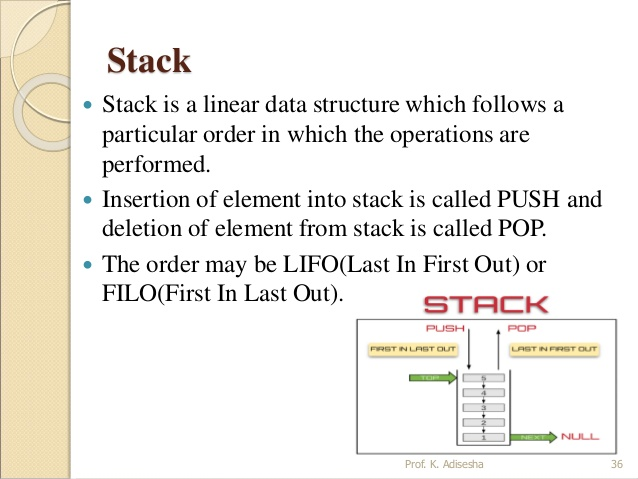 Stack
• Stack is a linear data structure which follows a
particular order in which the operations are
performed.
• Insertion of element into stack is called PUSH and
deletion of element from stack is called POP.
• The order may be LIFO(Last In First Out) or
FILO(First In Last Out).
STACK
PUSH POP
FIRST IN LAST OUT LAST IN FIRST OUT
TOP 5
4
3
2
1 NEXT NULL
Prof. K. Adisesha 36